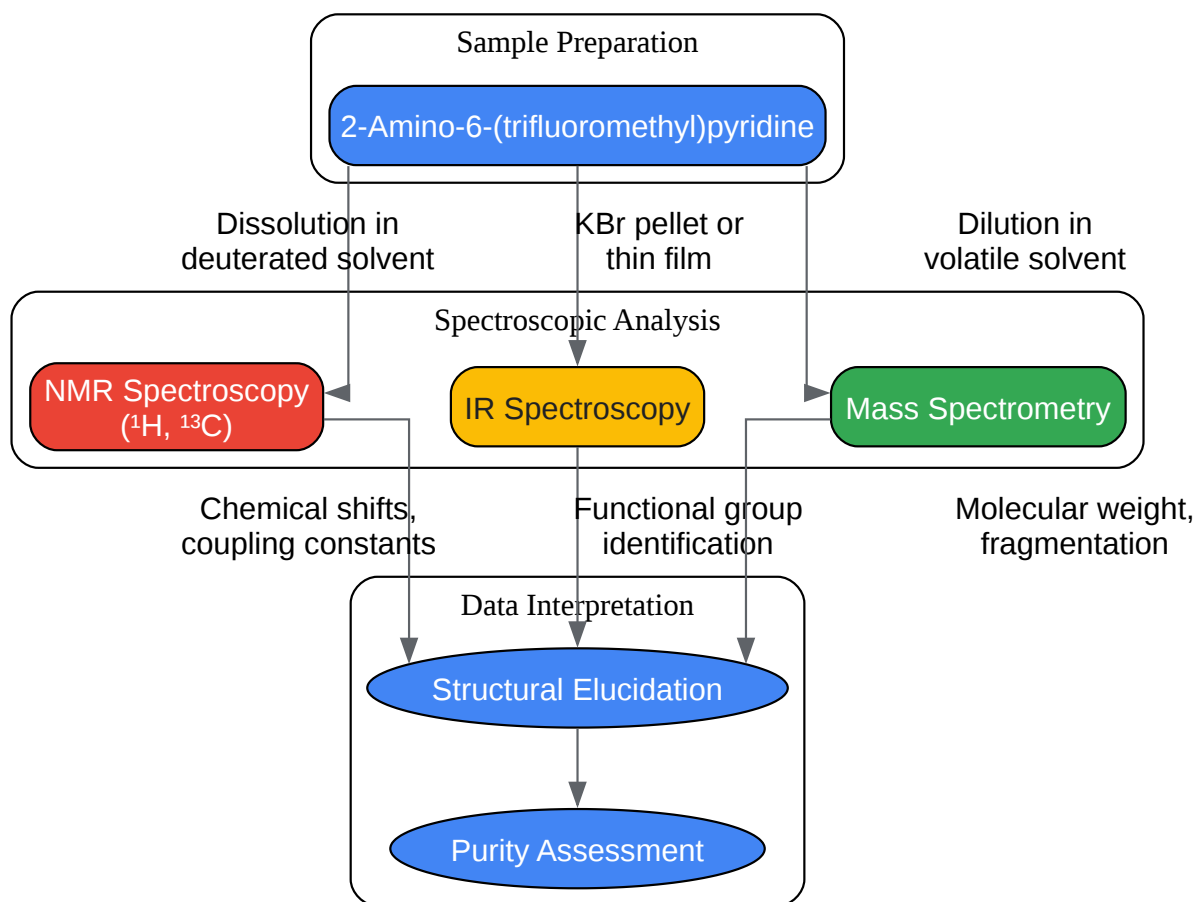 Sample Preparation
2-Amino-6-(trifluoromethyl)pyridine
Dissolution in
deuterated solvent
KBr pellet or
thin film
Dilution in
volatile solvent
Spectroscopic Analysis
NMR Spectroscopy
(¹H, ¹³C)
IR Spectroscopy
Mass Spectrometry
Chemical shifts,
coupling constants
Functional group
identification
Molecular weight,
fragmentation
Data Interpretation
Structural Elucidation
Purity Assessment